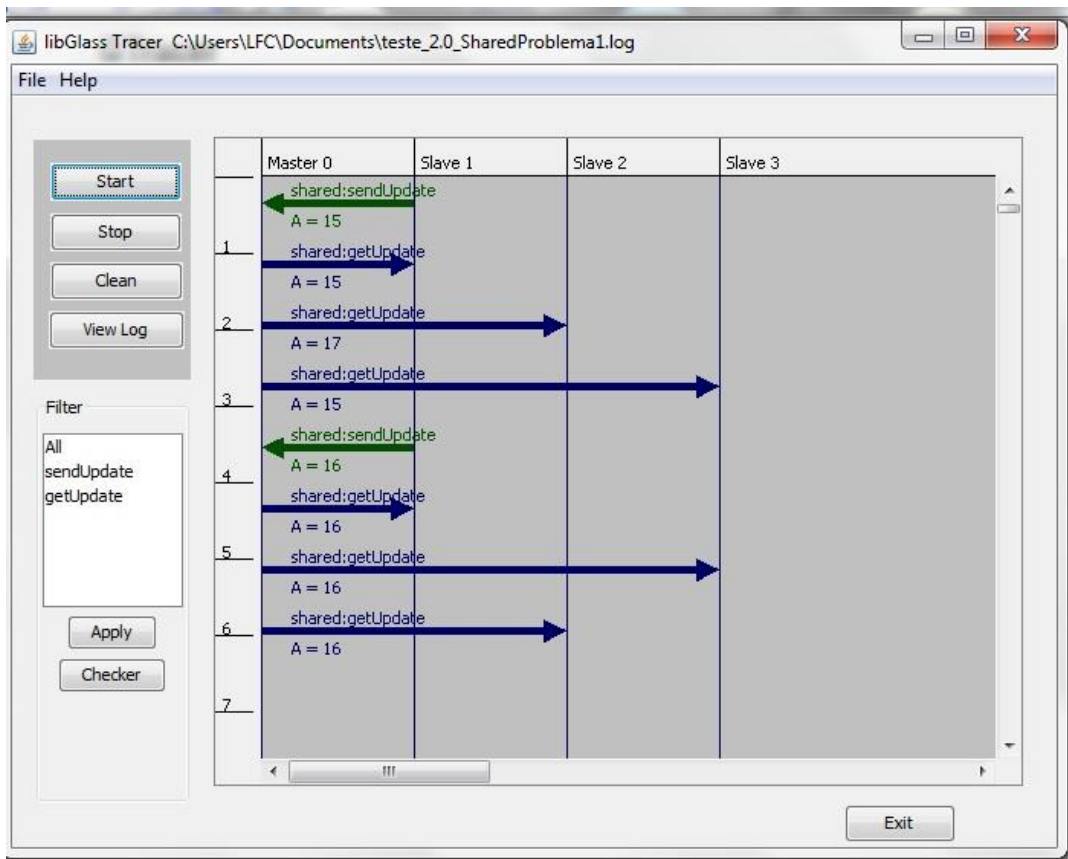 libGlass Tracer C:\Users\LFC\Documents\teste_2.0_SharedProblema1.log
File Help
Start
Stop
Clean
View Log
Filter
All
sendUpdate
getUpdate
Apply
Checker
Master 0 Slave 1 Slave 2 Slave 3
shared:sendUpdate
A = 15
1
shared:getUpdate
A = 15
shared:getUpdate
2
A = 17
shared:getUpdate
3
A = 15
shared:sendUpdate
A = 16
4
shared:getUpdate
A = 16
5
shared:getUpdate
A = 16
shared:getUpdate
6
A = 16
7
Exit